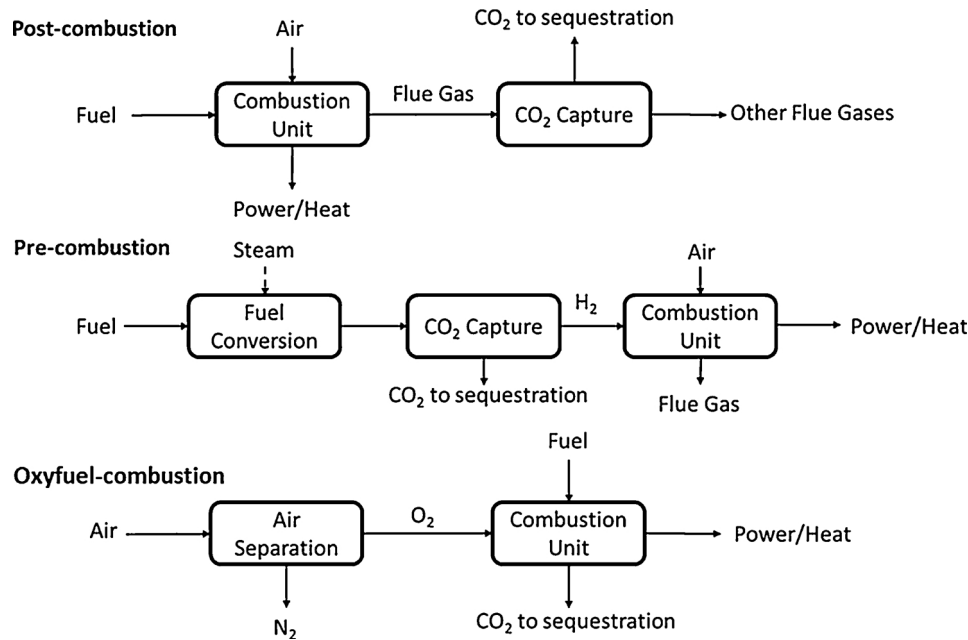 Post-combustion
Air
CO₂ to sequestration
Fuel
Combustion
Unit
Flue Gas
CO₂ Capture
Other Flue Gases
Power/Heat
Pre-combustion
Steam
Air
Fuel
Fuel
Conversion
CO₂ Capture
H₂
Combustion
Unit
Power/Heat
CO₂ to sequestration
Flue Gas
Oxyfuel-combustion
Fuel
Air
Air
Separation
O₂
Combustion
Unit
Power/Heat
N₂
CO₂ to sequestration